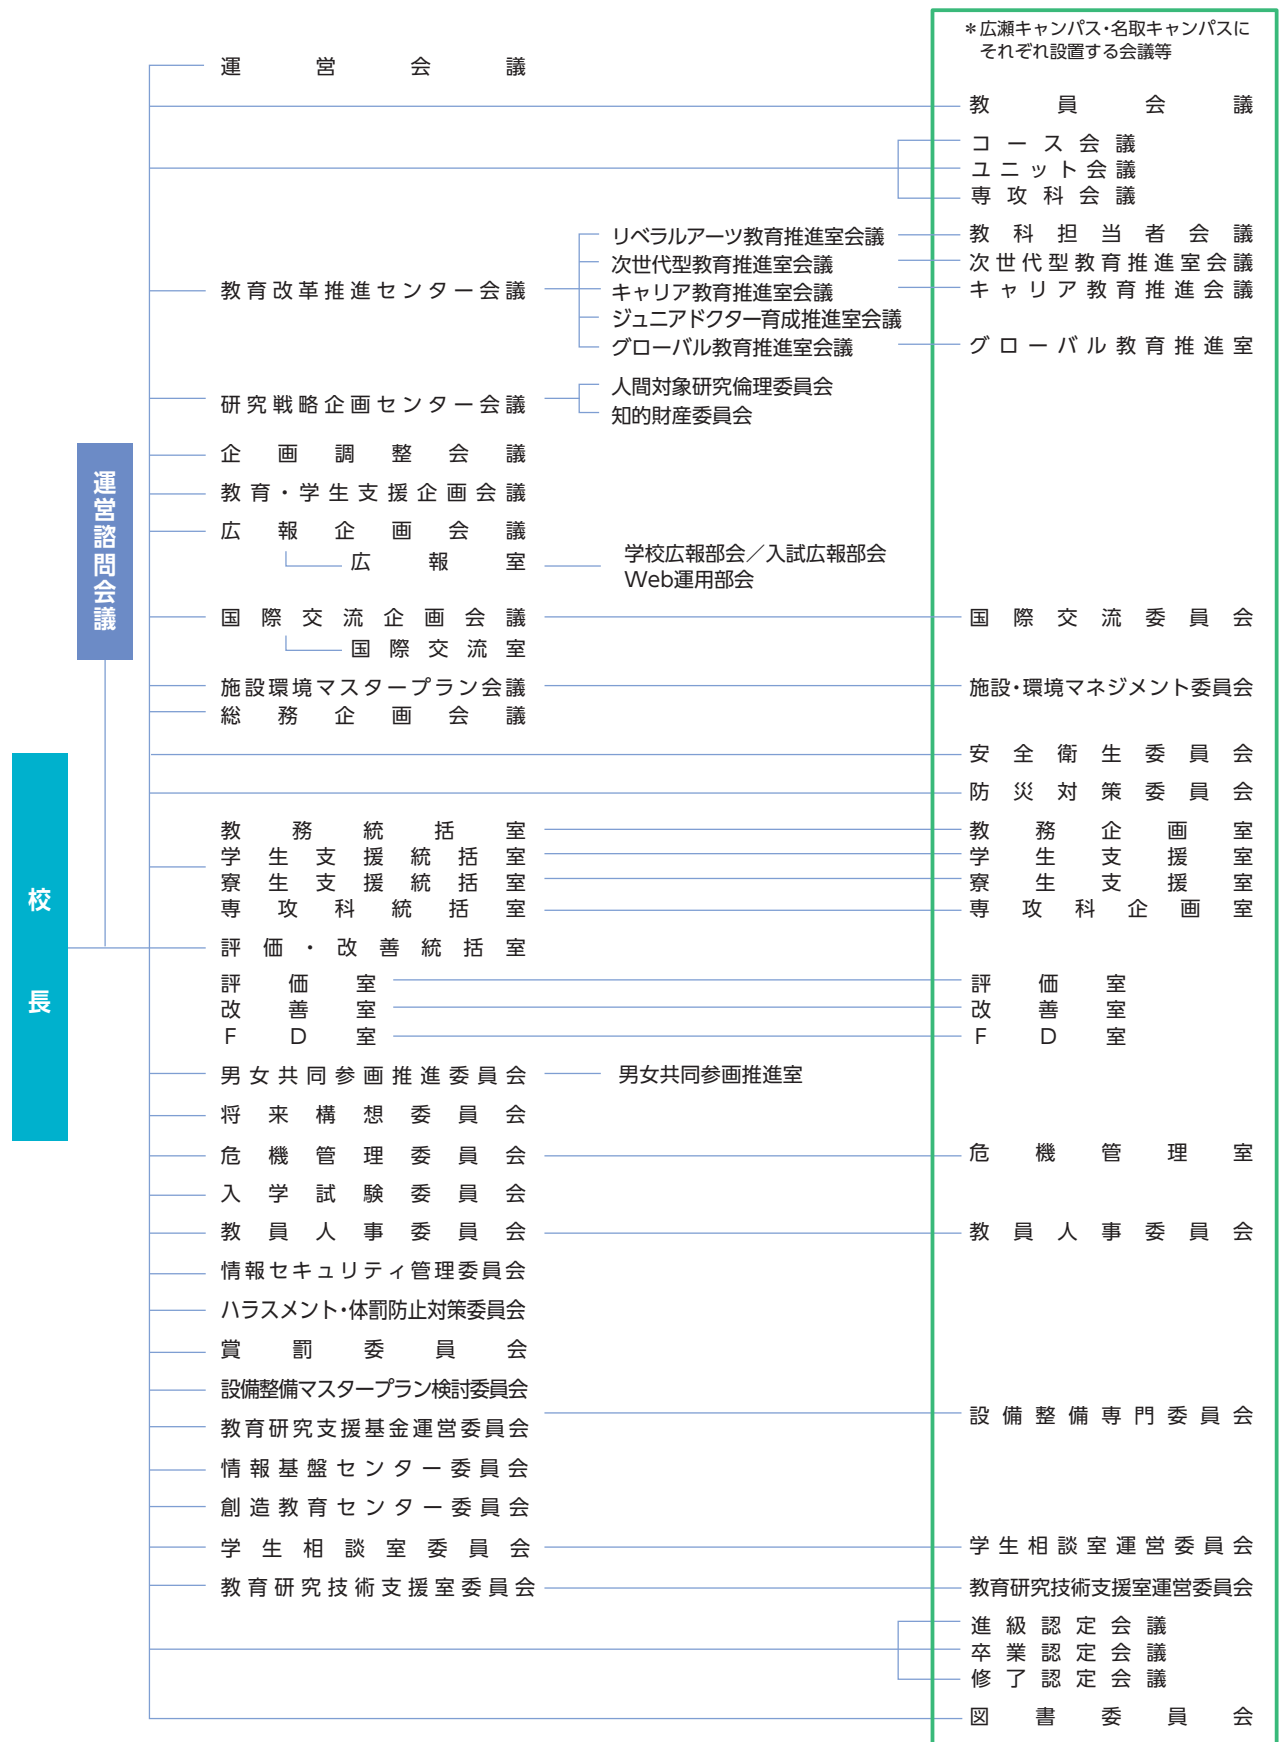 ＊広瀬キャンパス・名取キャンパスに
それぞれ設置する会議等
運営会議
教員会議
コース会議
ユニット会議
専攻科会議
教育改革推進センター会議
リベラルアーツ教育推進室会議
教科担当者会議
次世代型教育推進室会議
次世代型教育推進室会議
キャリア教育推進室会議
キャリア教育推進会議
ジュニアドクター育成推進室会議
グローバル教育推進室会議
グローバル教育推進室
研究戦略企画センター会議
人間対象研究倫理委員会
知的財産委員会
企画調整会議
教育・学生支援企画会議
広報企画会議
広報室
学校広報部会／入試広報部会
Web運用部会
運営諮問会議
国際交流企画会議
国際交流委員会
国際交流室
施設環境マスタープラン会議
施設・環境マネジメント委員会
総務企画会議
安全衛生委員会
防災対策委員会
校長
教務統括室
教務企画室
学生支援統括室
学生支援室
寮生支援統括室
寮生支援室
専攻科統括室
専攻科企画室
評価・改善統括室
評価室
評価室
改善室
改善室
FD室
FD室
男女共同参画推進委員会
男女共同参画推進室
将来構想委員会
危機管理委員会
危機管理室
入学試験委員会
教員人事委員会
教員人事委員会
情報セキュリティ管理委員会
ハラスメント・体罰防止対策委員会
賞罰委員会
設備整備マスタープラン検討委員会
設備整備専門委員会
教育研究支援基金運営委員会
情報基盤センター委員会
創造教育センター委員会
学生相談室委員会
学生相談室運営委員会
教育研究技術支援室委員会
教育研究技術支援室運営委員会
進級認定会議
卒業認定会議
修了認定会議
図書委員会